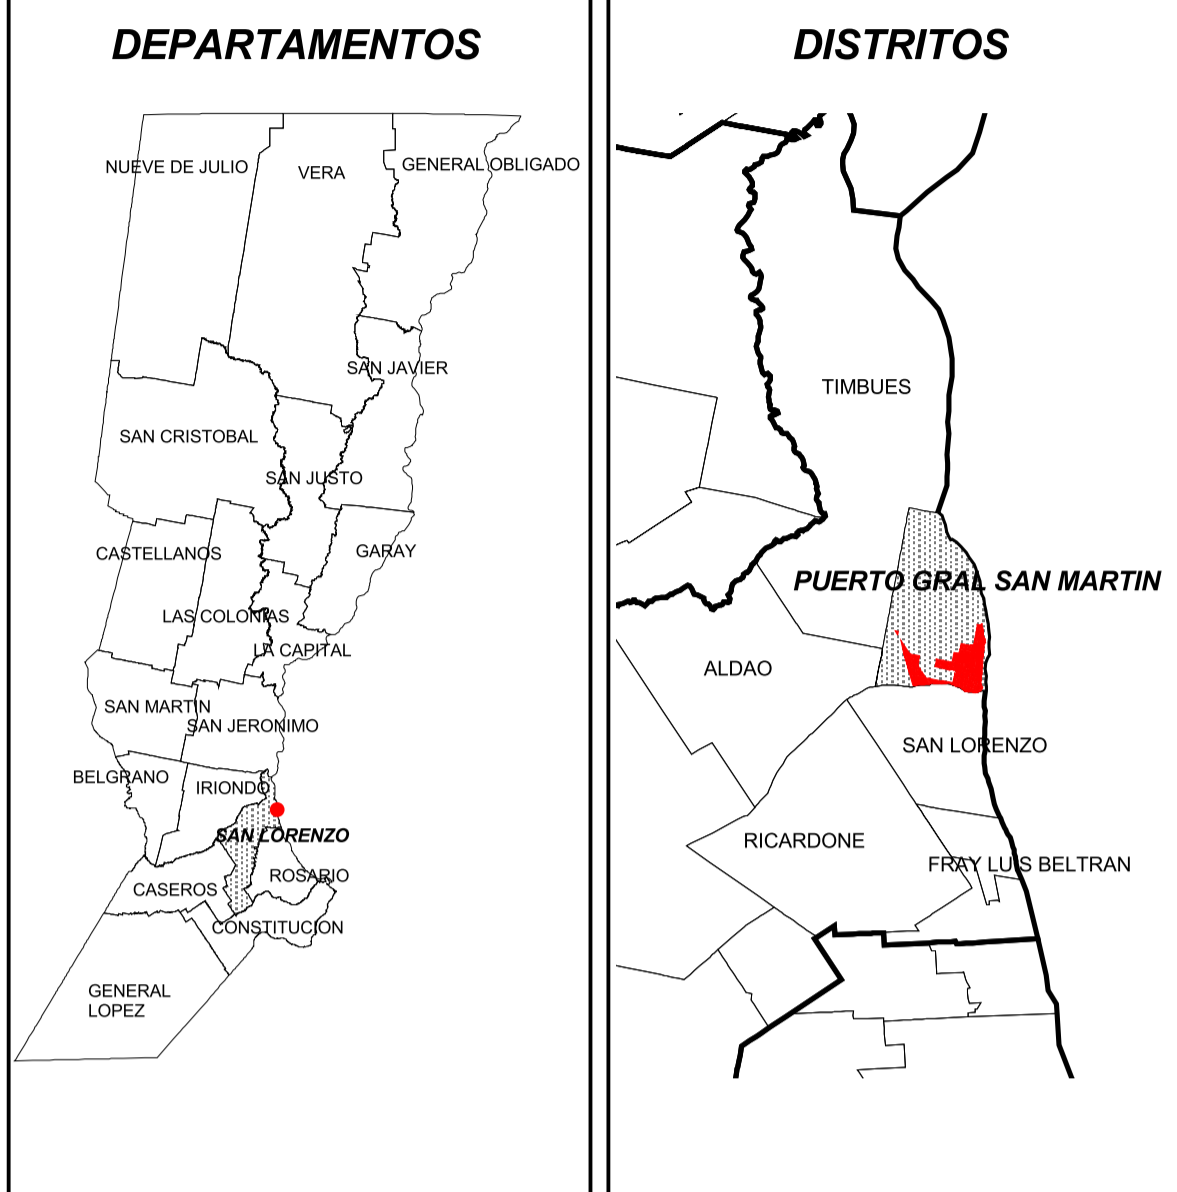 DEPARTAMENTOS
NUEVE DE JULIO
VERA
GENERAL OBLIGADO
SAN JAVIER
SAN CRISTOBAL
SAN JUSTO
CASTELLANOS
GARAY
LAS COLONIAS
LA CAPITAL
SAN MARTIN
SAN JERONIMO
BELGRANO
IRIONDO
SAN LORENZO
ROSARIO
CASEROS
CONSTITUCION
GENERAL
LOPEZ
DISTRITOS
TIMBUES
PUERTO GRAL SAN MARTIN
ALDAO
SAN LORENZO
RICARDONE
FRAY LUIS BELTRAN